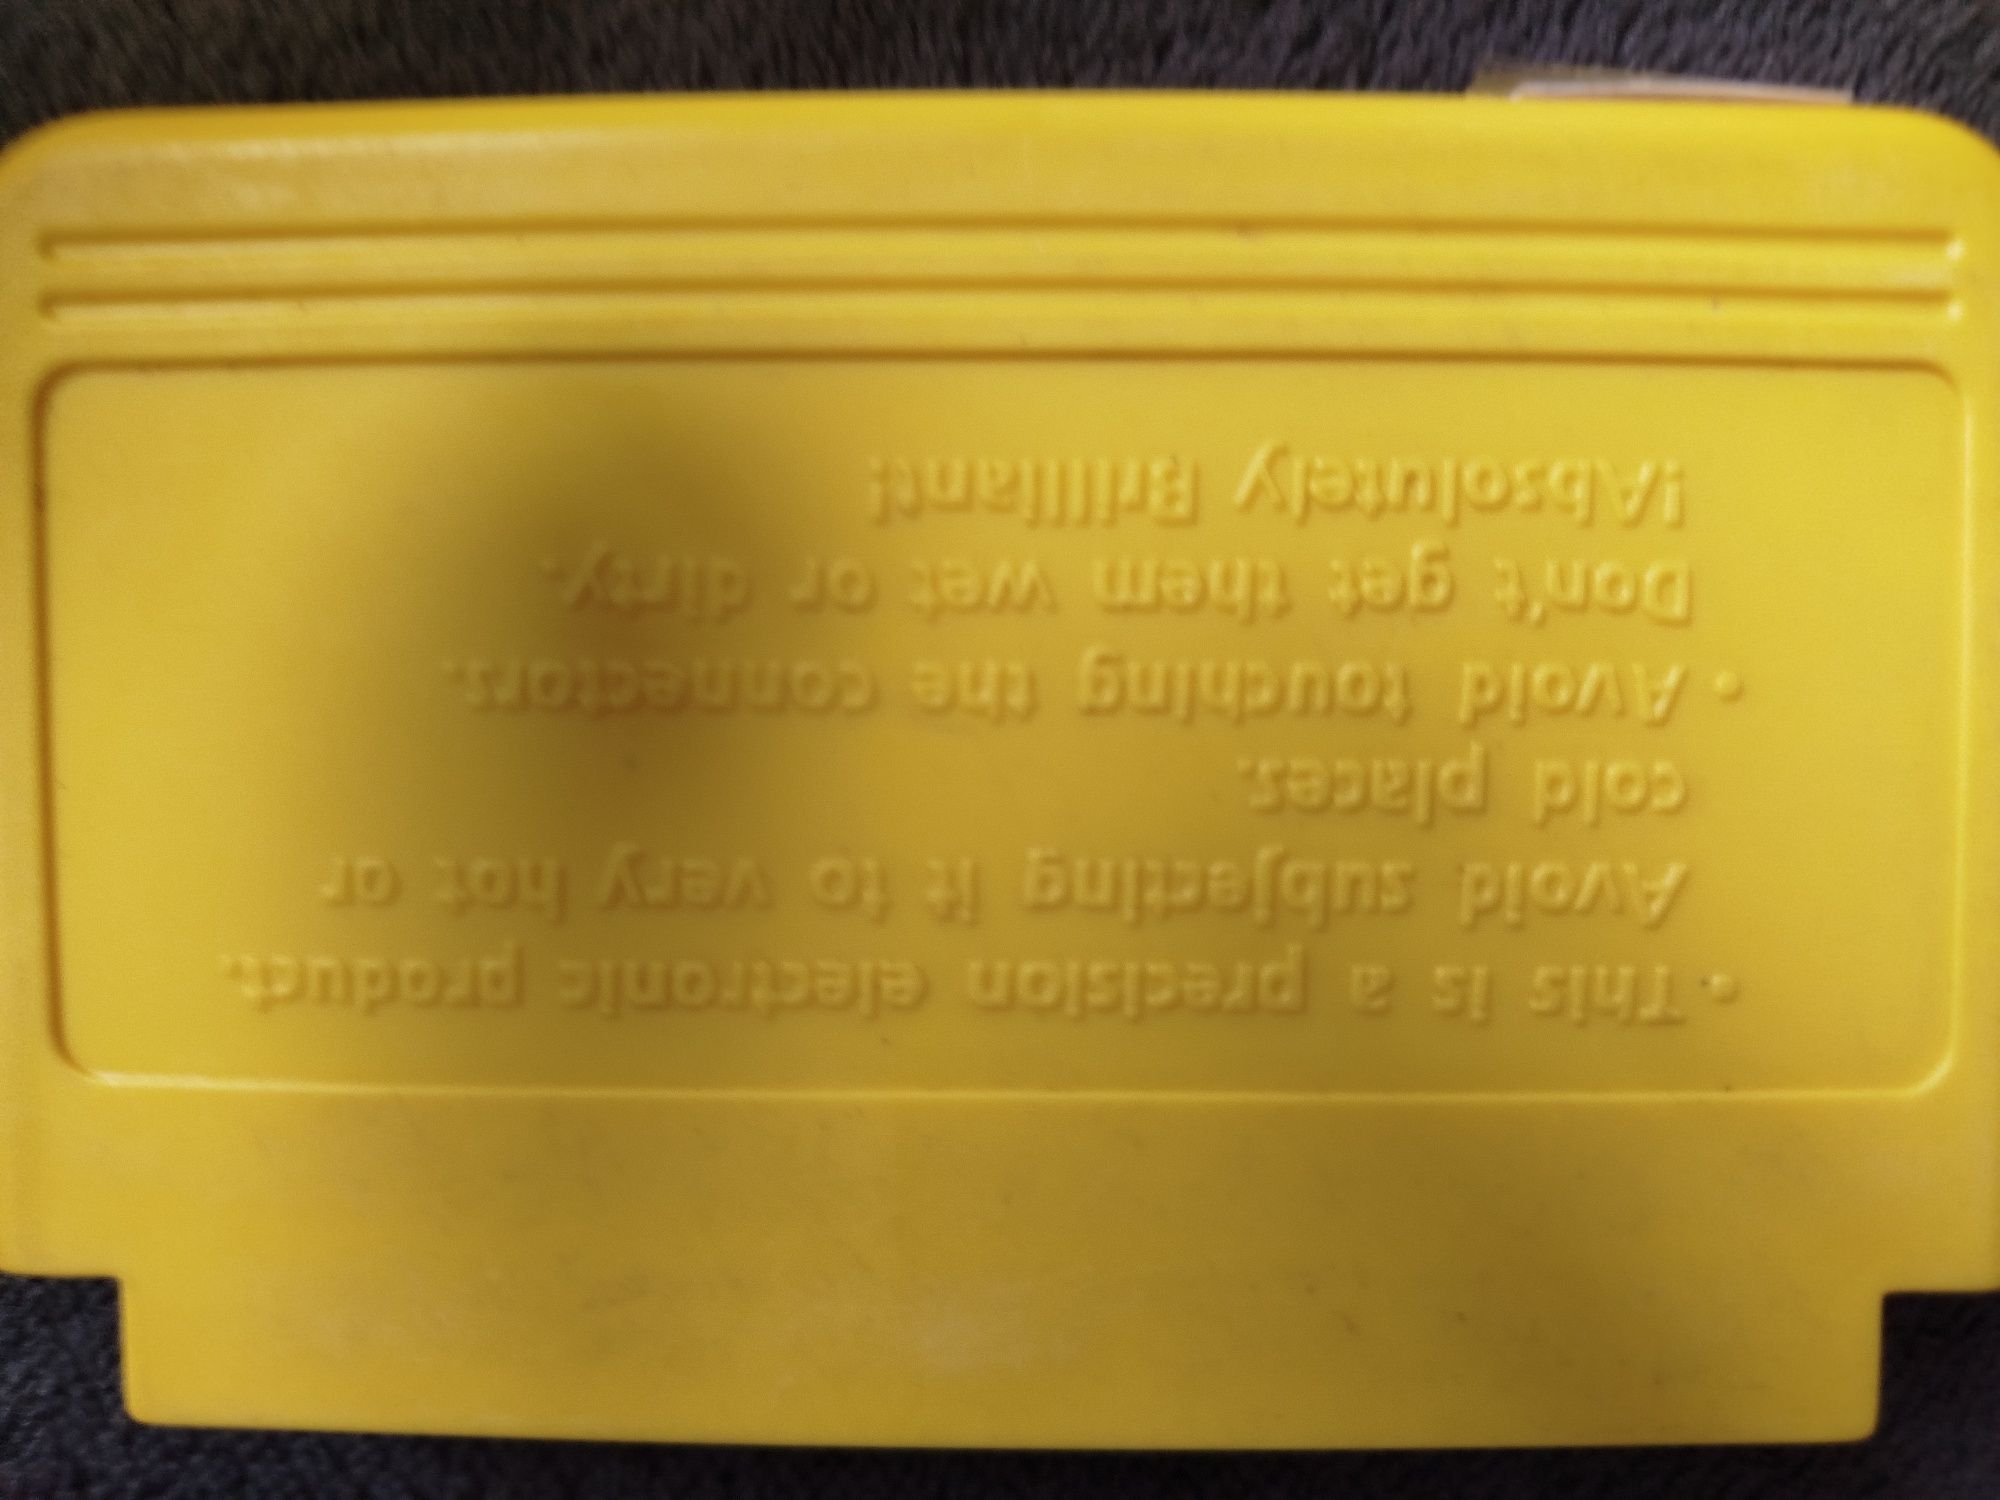 • This is a precision electronic product.
Avoid subjecting it to very hot or
cold places.
• Avoid touching the connectors.
Don't get them wet or dirty.
!Absolutely Brilliant!